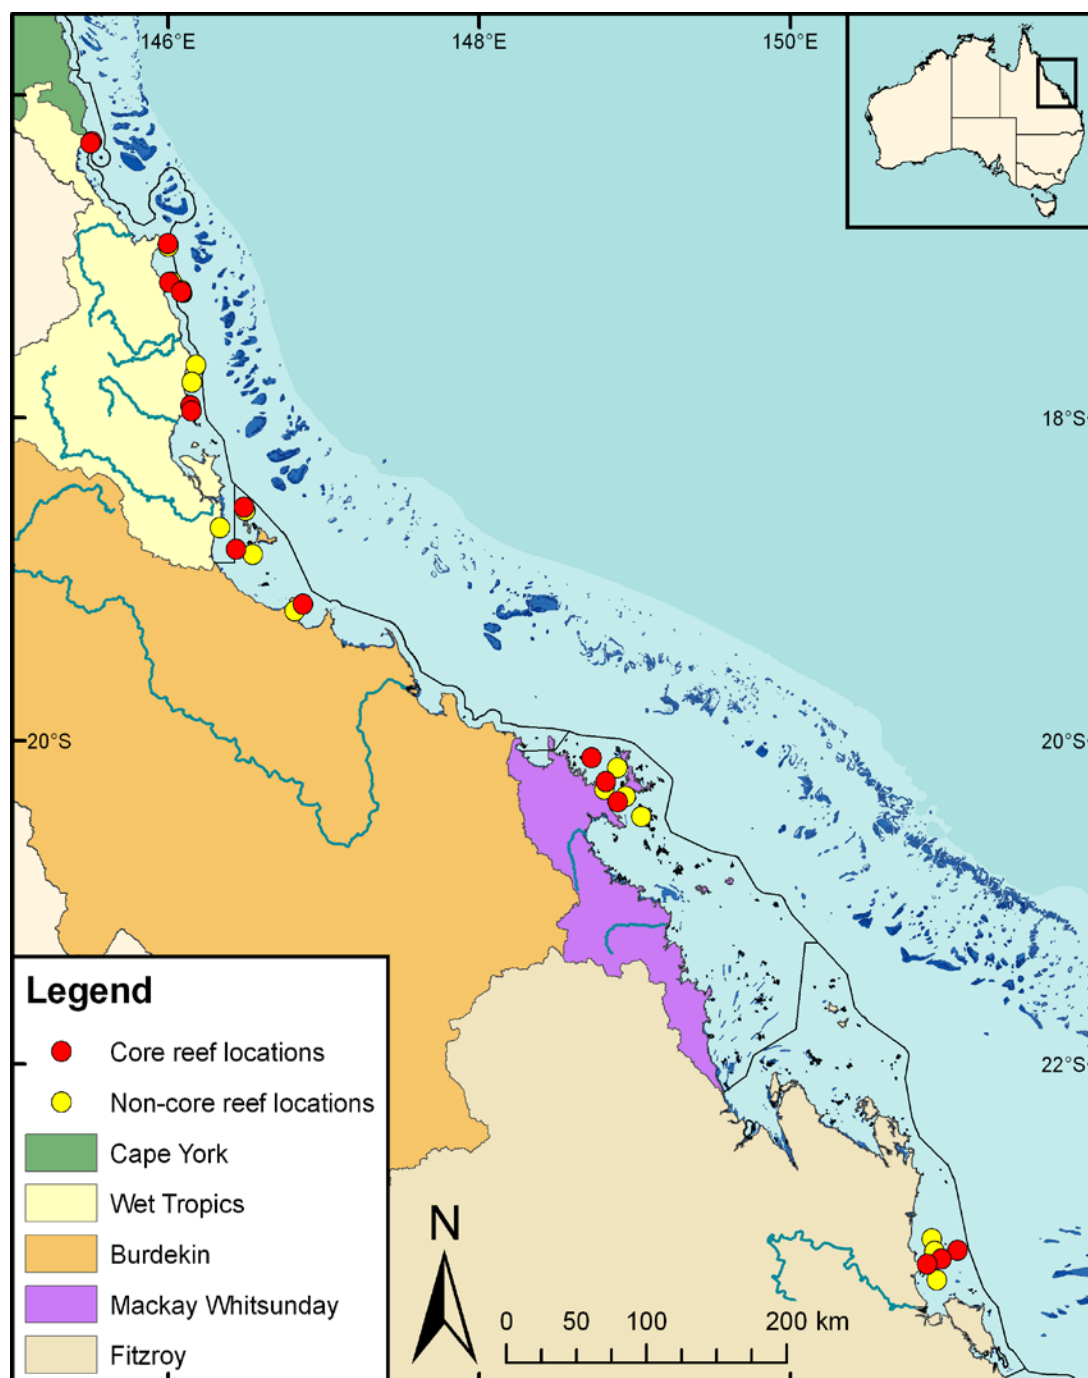 146°E 148°E 150°E
18°S
20°S 20°S
22°S
Legend
Core reef locations
Non-core reef locations
Cape York
Wet Tropics
Burdekin
Mackay Whitsunday
Fitzroy
N
0 50 100 200 km